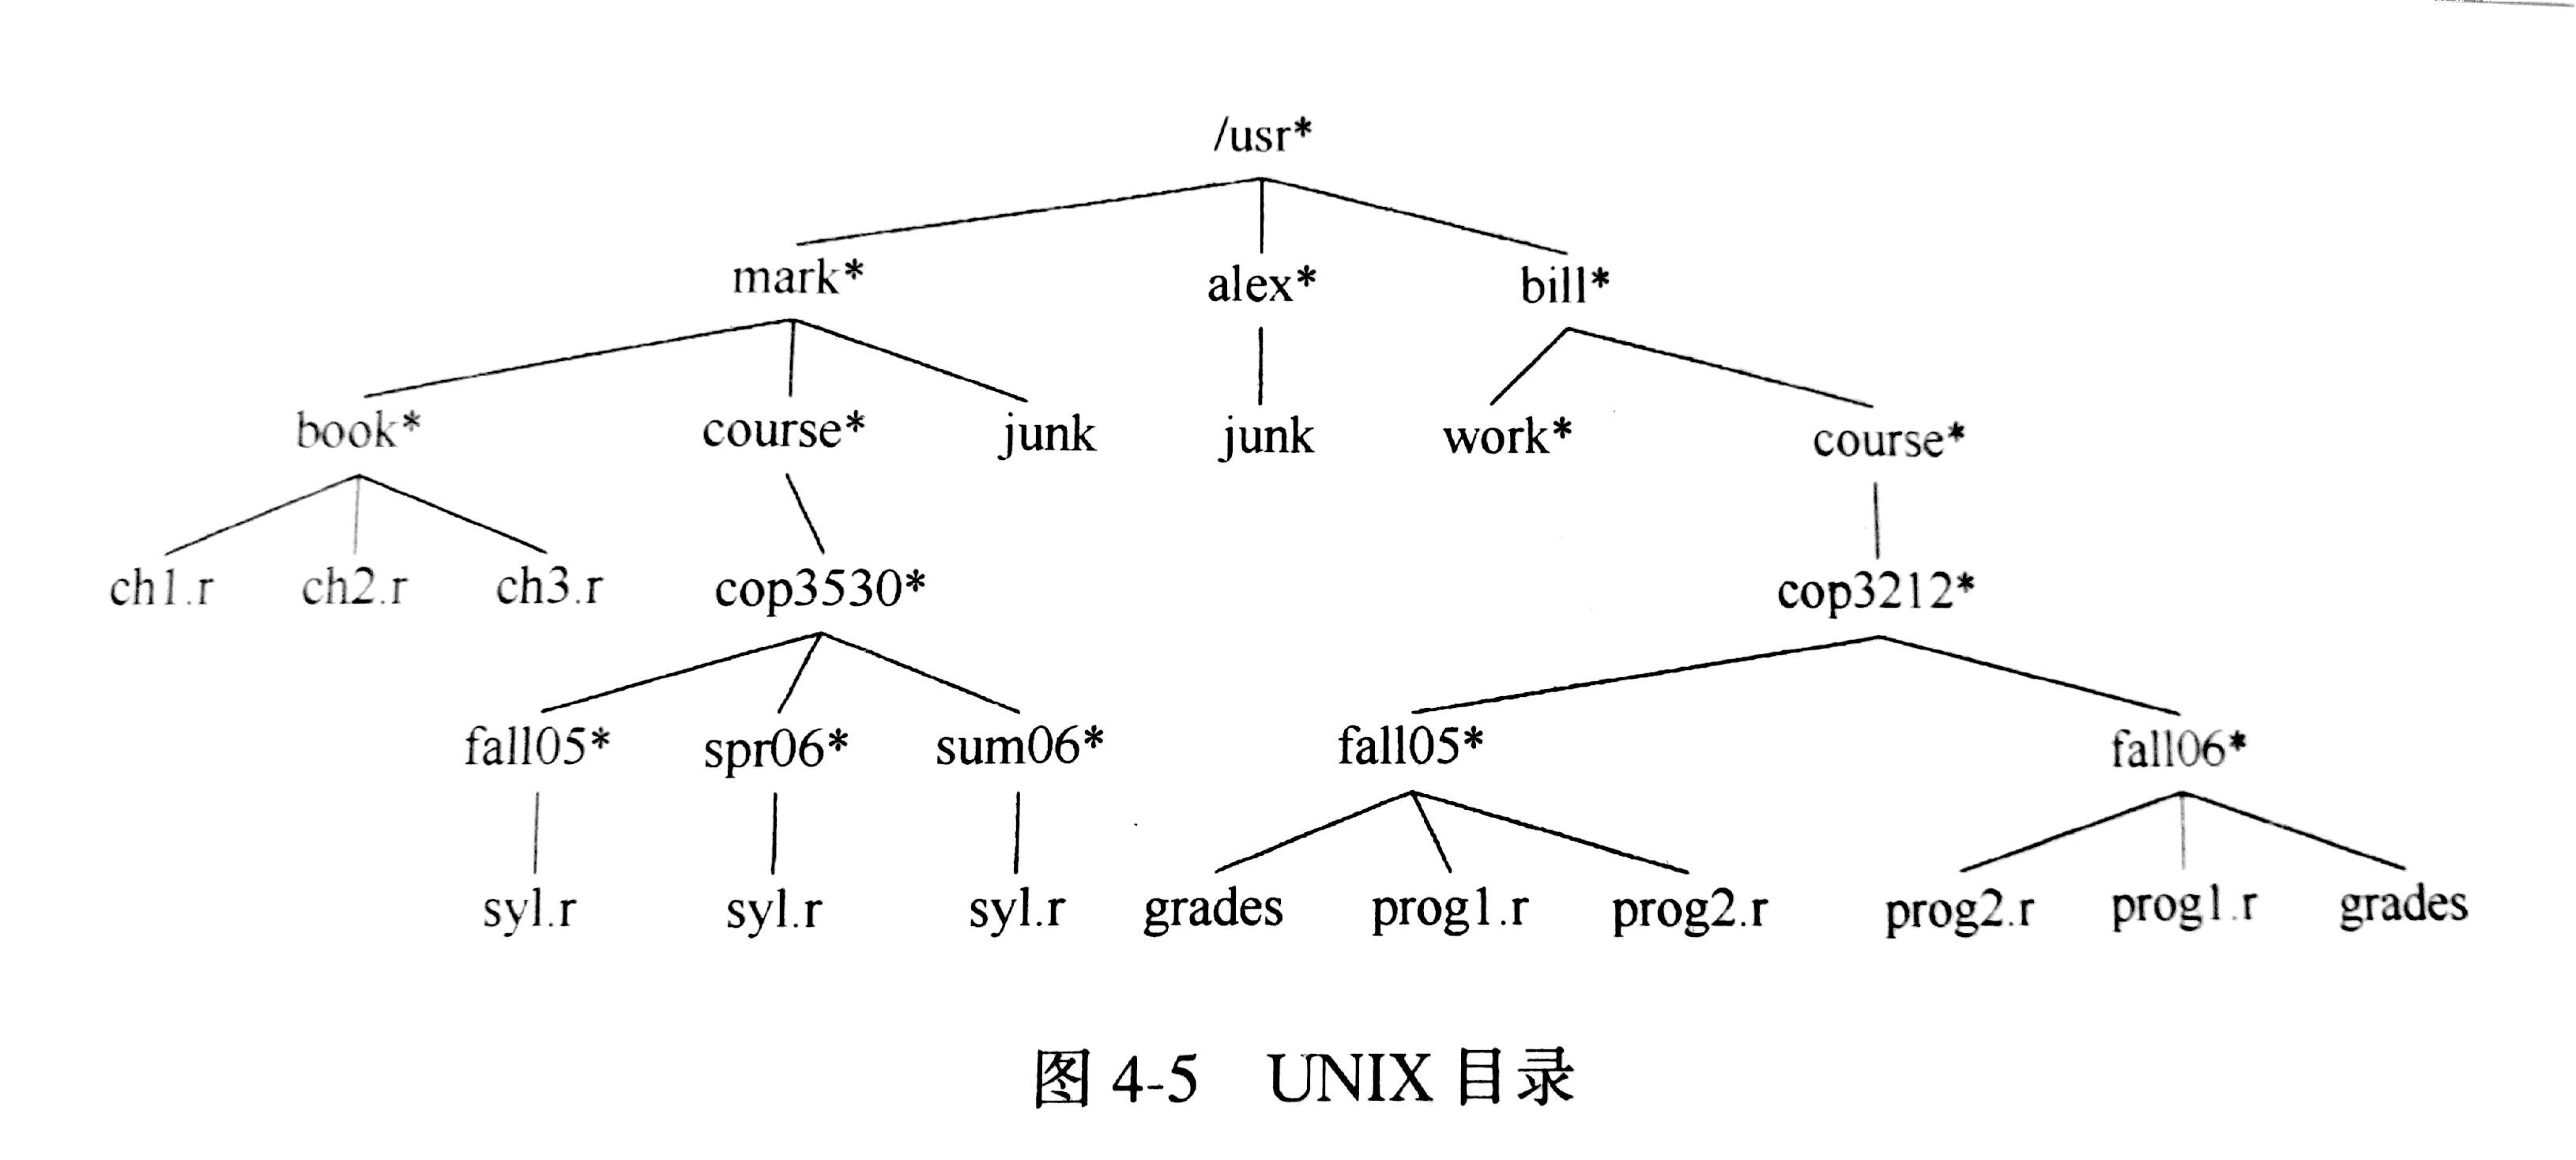 /usr*
mark* alex* bill*
book* course* junk junk work* course*
ch1.r ch2.r ch3.r cop3530* cop3212*
fall05* spr06* sum06* fall05* fall06*
syl.r syl.r syl.r grades prog1.r prog2.r prog2.r prog1.r grades
图 4-5 UNIX 目录